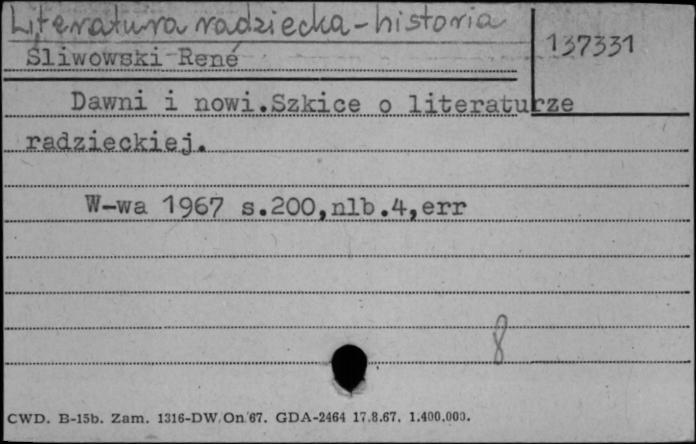 Literatura radziecka - historia
137331
Śliwowski René
Dawni i nowi.Szkice o literaturze
radzieckiej.
W-wa 1967 s.200,nlb.4,err
8
CWD. B-15b. Zam. 1316-DW/On/67. GDA-2464 17.8.67. 1.400.000.